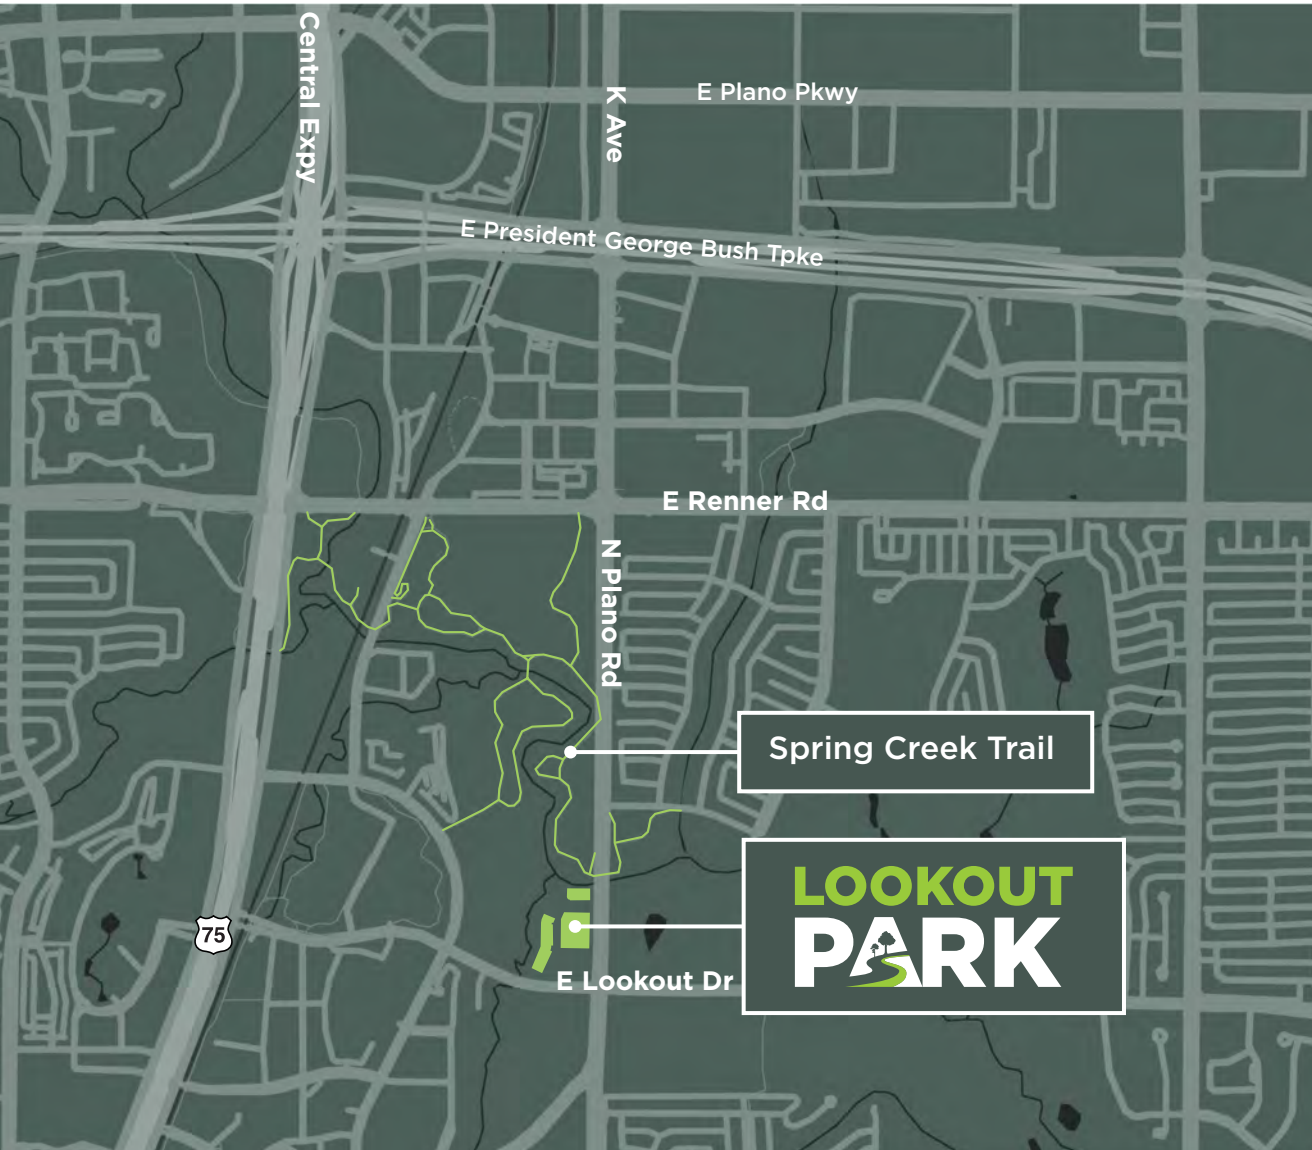 Central Expy
K Ave
E Plano Pkwy
E President George Bush Tpke
E Renner Rd
N Plano Rd
Spring Creek Trail
LOOKOUT
PARK
75
E Lookout Dr